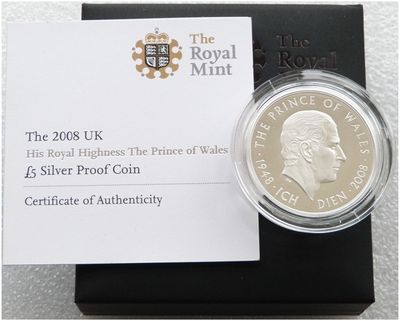 The
Royal
Mint
The 2008 UK
His Royal Highness The Prince of Wales
£5 Silver Proof Coin
Certificate of Authenticity
The
Royal
THE PRINCE OF WALES
1948 · ICH DIEN · 2008